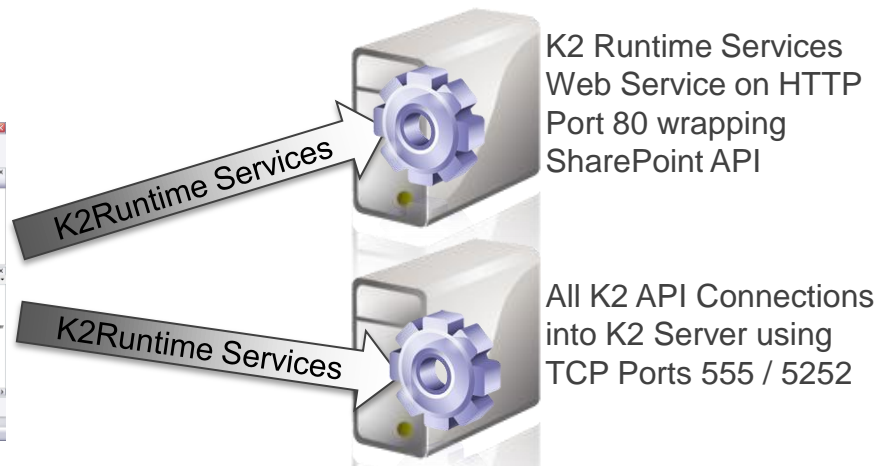 K2 Runtime Services
Web Service on HTTP
Port 80 wrapping
SharePoint API
K2Runtime Services
K2Runtime Services
All K2 API Connections
into K2 Server using
TCP Ports 555 / 5252